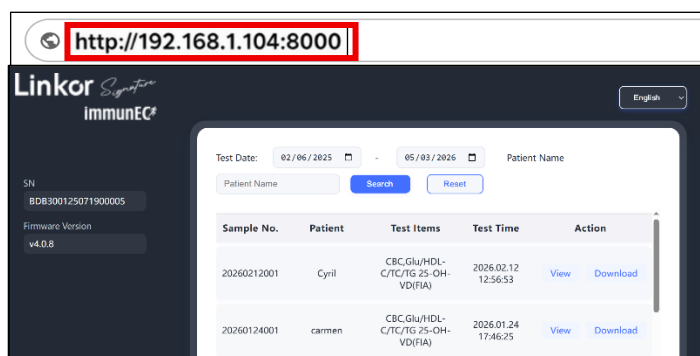 http://192.168.1.104:8000
Linkor Signature
immunEC#
English
Test Date: 02/06/2025 - 05/03/2026 Patient Name
Patient Name Search Reset
SN
BDB300125071900005
Firmware Version
v4.0.8
Sample No. Patient Test Items Test Time Action
20260212001 Cyril CBC,Glu/HDL-C/TC/TG 25-OH-VD(FIA) 2026.02.12 12:56:53 View Download
20260124001 carmen CBC,Glu/HDL-C/TC/TG 25-OH-VD(FIA) 2026.01.24 17:46:25 View Download